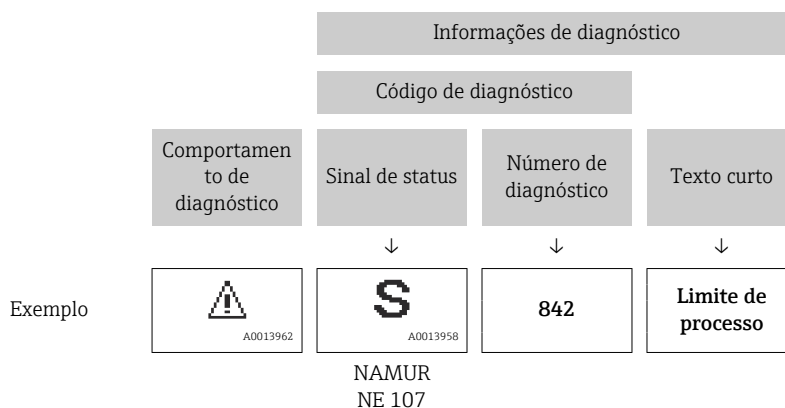 Informações de diagnóstico
Código de diagnóstico
Comportamen
to de
diagnóstico
Sinal de status
Número de
diagnóstico
Texto curto
↓ ↓ ↓
Exemplo
A0013962
S
A0013958
842
Limite de
processo
NAMUR
NE 107